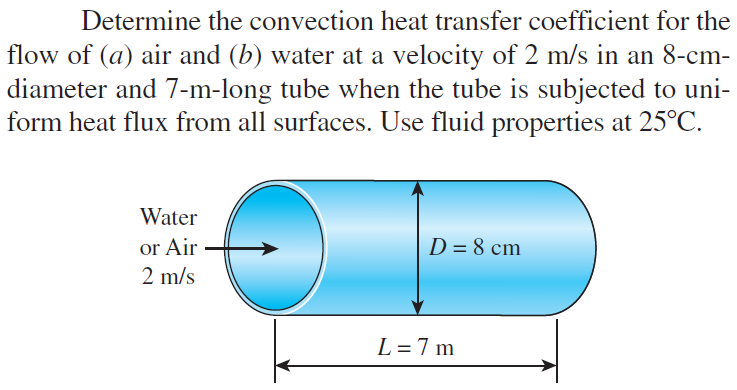 Determine the convection heat transfer coefficient for the
flow of (a) air and (b) water at a velocity of 2 m/s in an 8-cm-
diameter and 7-m-long tube when the tube is subjected to uni-
form heat flux from all surfaces. Use fluid properties at 25°C.
Water
or Air
2 m/s
D = 8 cm
L = 7 m